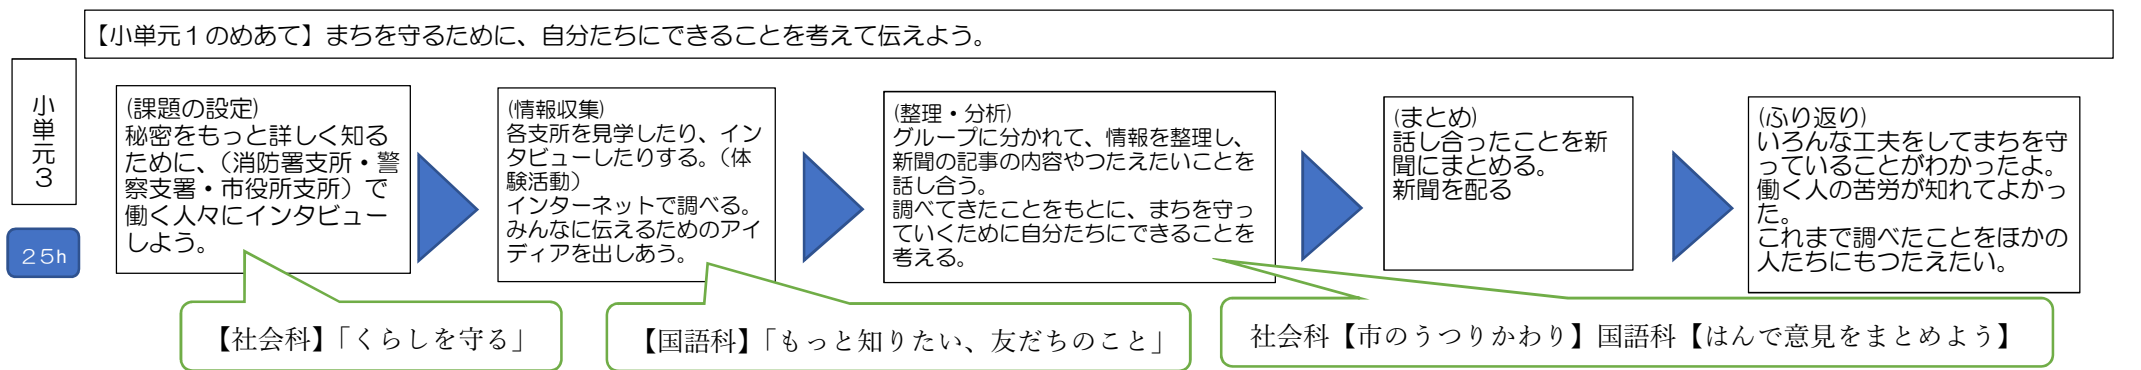 【小単元１のめあて】まちを守るために、自分たちにできることを考えて伝えよう。
小単元３
２５h
(課題の設定)
秘密をもっと詳しく知る
ために、（消防署支所・警
察支署・市役所支所）で
働く人々にインタビュー
しよう。
(情報収集)
各支所を見学したり、イン
タビューしたりする。（体
験活動）
インターネットで調べる。
みんなに伝えるためのアイ
ディアを出しあう。
(整理・分析)
グループに分かれて、情報を整理し、
新聞の記事の内容やつたえたいことを
話し合う。
調べてきたことをもとに、まちを守っ
ていくために自分たちにできることを
考える。
(まとめ)
話し合ったことを新
聞にまとめる。
新聞を配る
(ふり返り)
いろんな工夫をしてまちを守
っていることがわかったよ。
働く人の苦労が知れてよかっ
た。
これまで調べたことをほかの
人たちにもつたえたい。
【社会科】「くらしを守る」
【国語科】「もっと知りたい、友だちのこと」
社会科【市のうつりかわり】国語科【はんで意見をまとめよう】